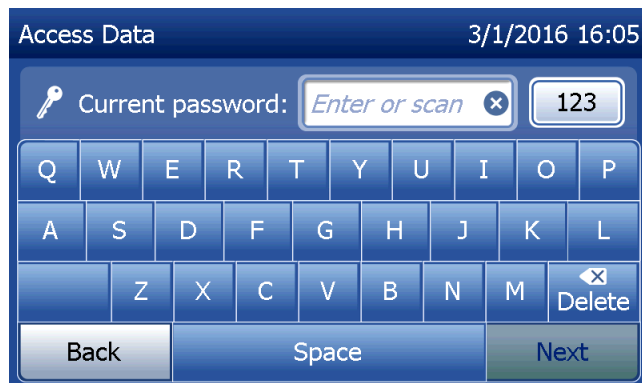 Access Data 3/1/2016 16:05
Current password: Enter or scan 123
Q W E R T Y U I O P
A S D F G H J K L
Z X C V B N M Delete
Back Space Next